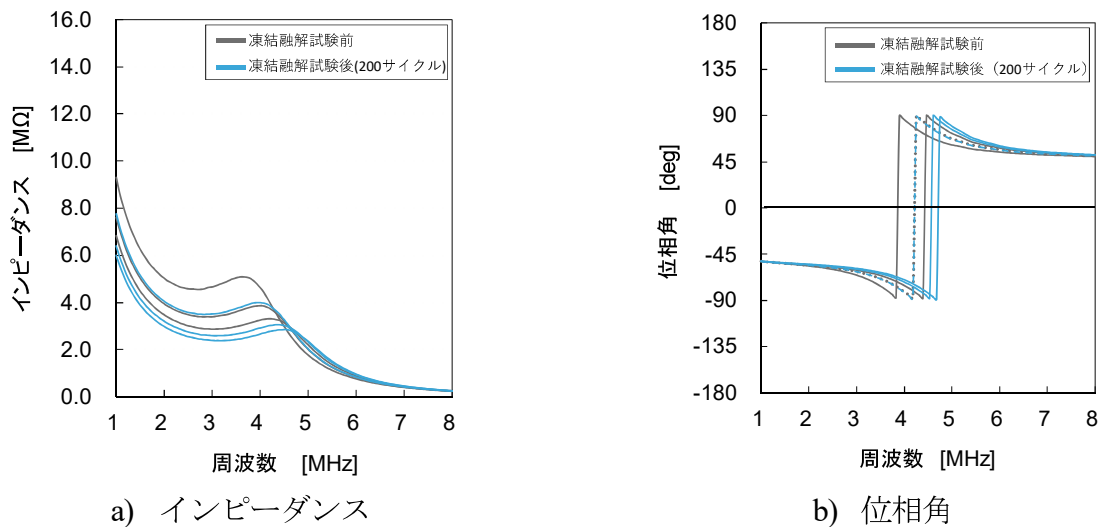 16.0
14.0
12.0
10.0
8.0
6.0
4.0
2.0
0.0
インピーダンス [MΩ]
凍結融解試験前
凍結融解試験後(200サイクル)
1 2 3 4 5 6 7 8
周波数 [MHz]
a) インピーダンス
180
135
90
45
0
-45
-90
-135
-180
位相角 [deg]
凍結融解試験前
凍結融解試験後（200サイクル）
1 2 3 4 5 6 7 8
周波数 [MHz]
b) 位相角